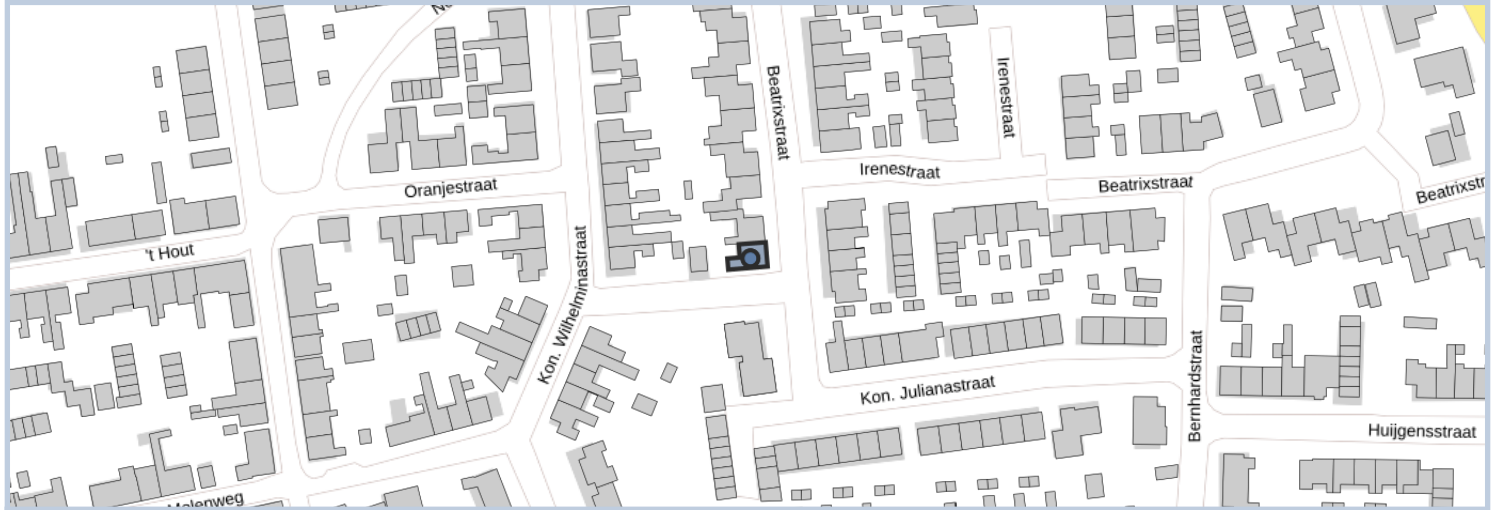 Beatrixstraat
Irenestraat
Irenestraat
Oranjestraat
Beatrixstraat
Beatrixstr
't Hout
Kon. Wilhelminastraat
Kon. Julianastraat
Bernhardstraat
Huijgensstraat
Molenweg